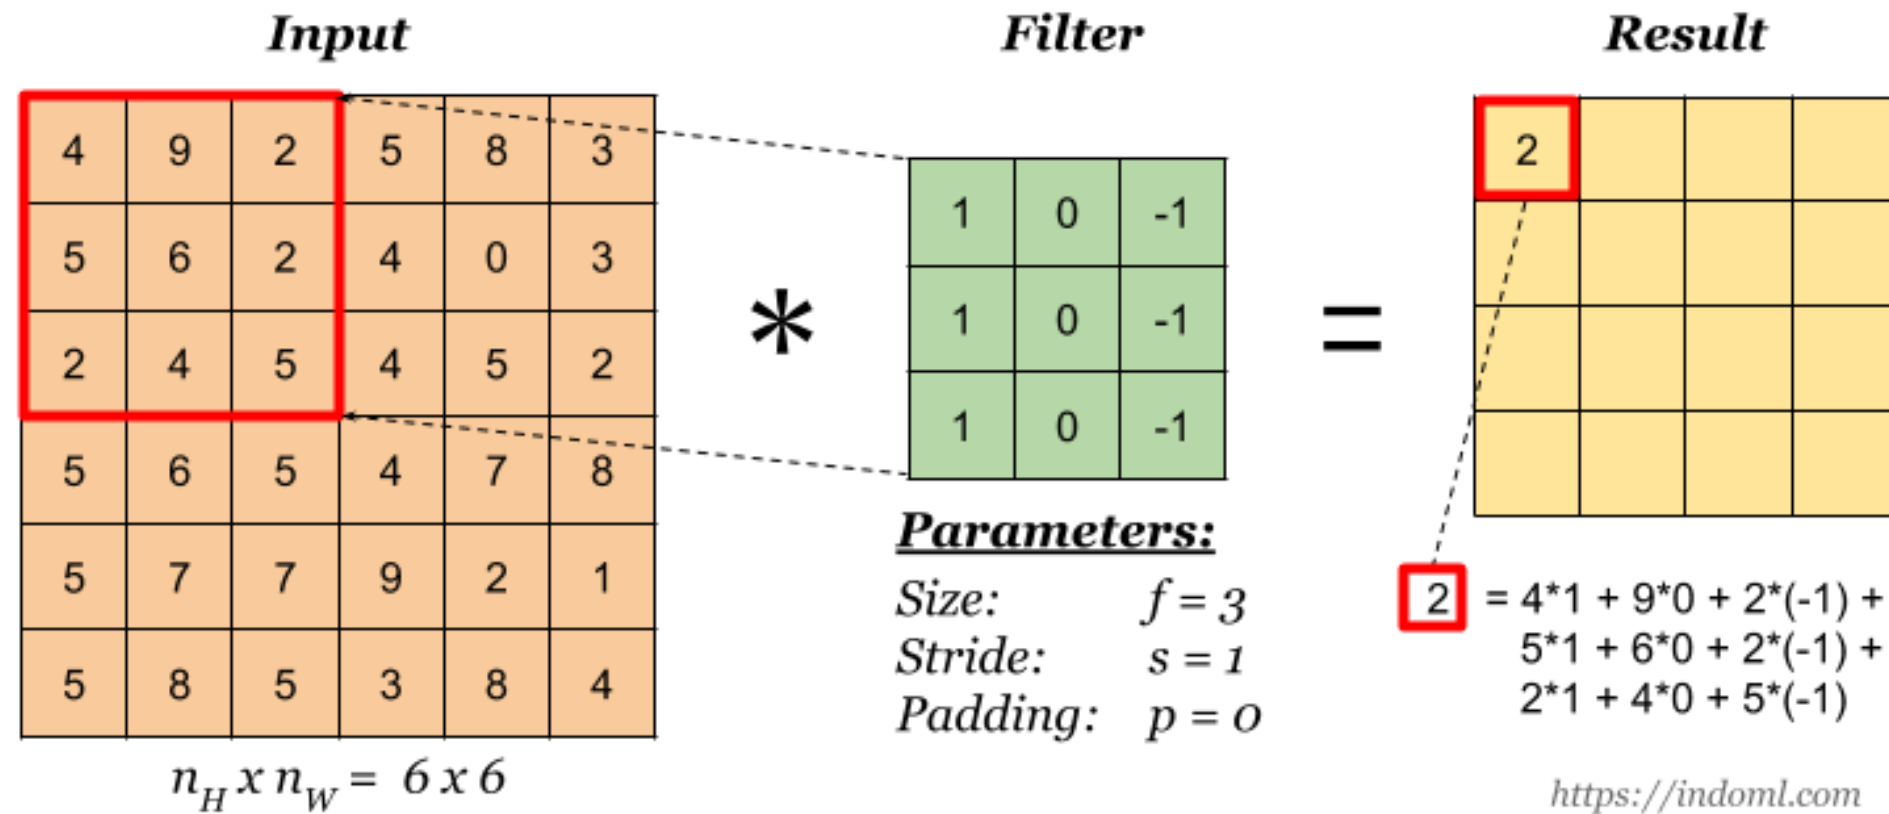 Input
Filter
Result
4 9 2 5 8 3
5 6 2 4 0 3
2 4 5 4 5 2
5 6 5 4 7 8
5 7 7 9 2 1
5 8 5 3 8 4
n_H x n_W = 6 x 6
*
1 0 -1
1 0 -1
1 0 -1
Parameters:
Size: f = 3
Stride: s = 1
Padding: p = 0
=
2
2 = 4*1 + 9*0 + 2*(-1) +
5*1 + 6*0 + 2*(-1) +
2*1 + 4*0 + 5*(-1)
https://indoml.com